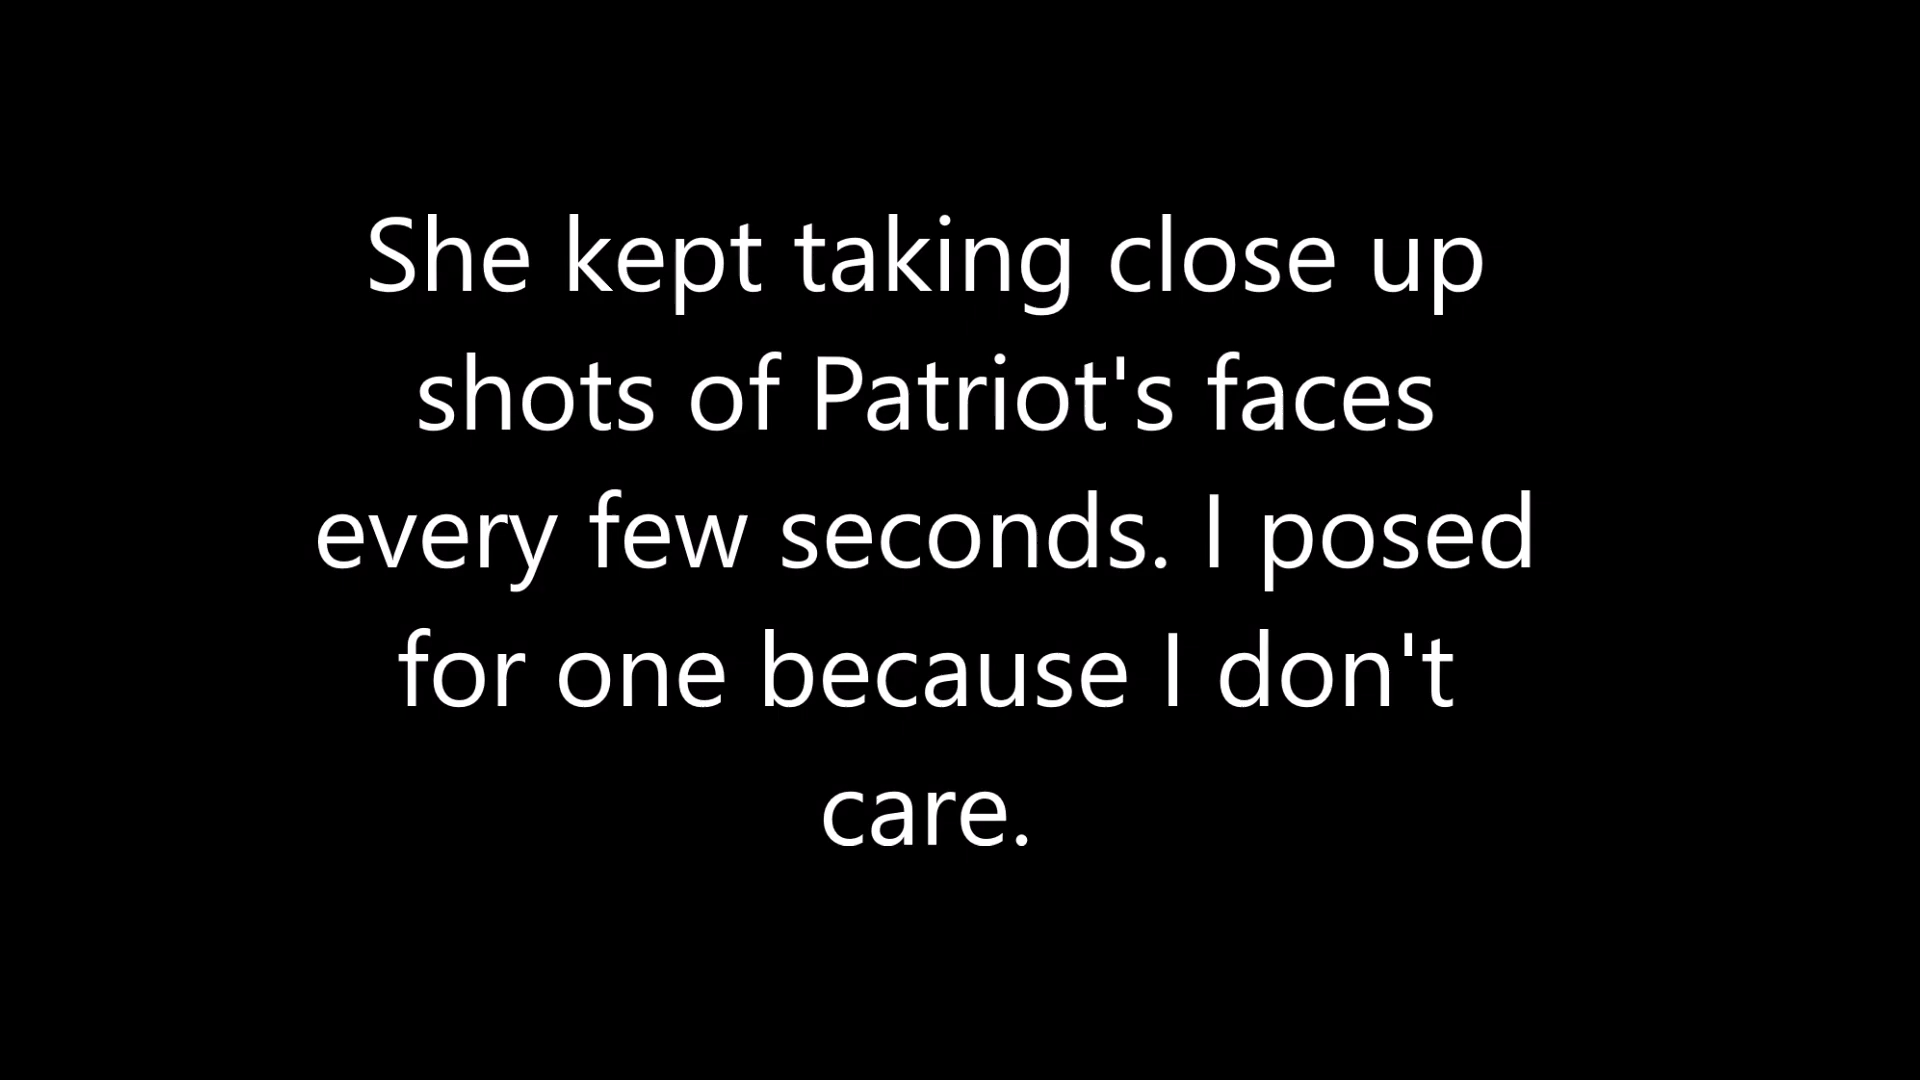 She kept taking close up
shots of Patriot's faces
every few seconds. I posed
for one because I don't
care.